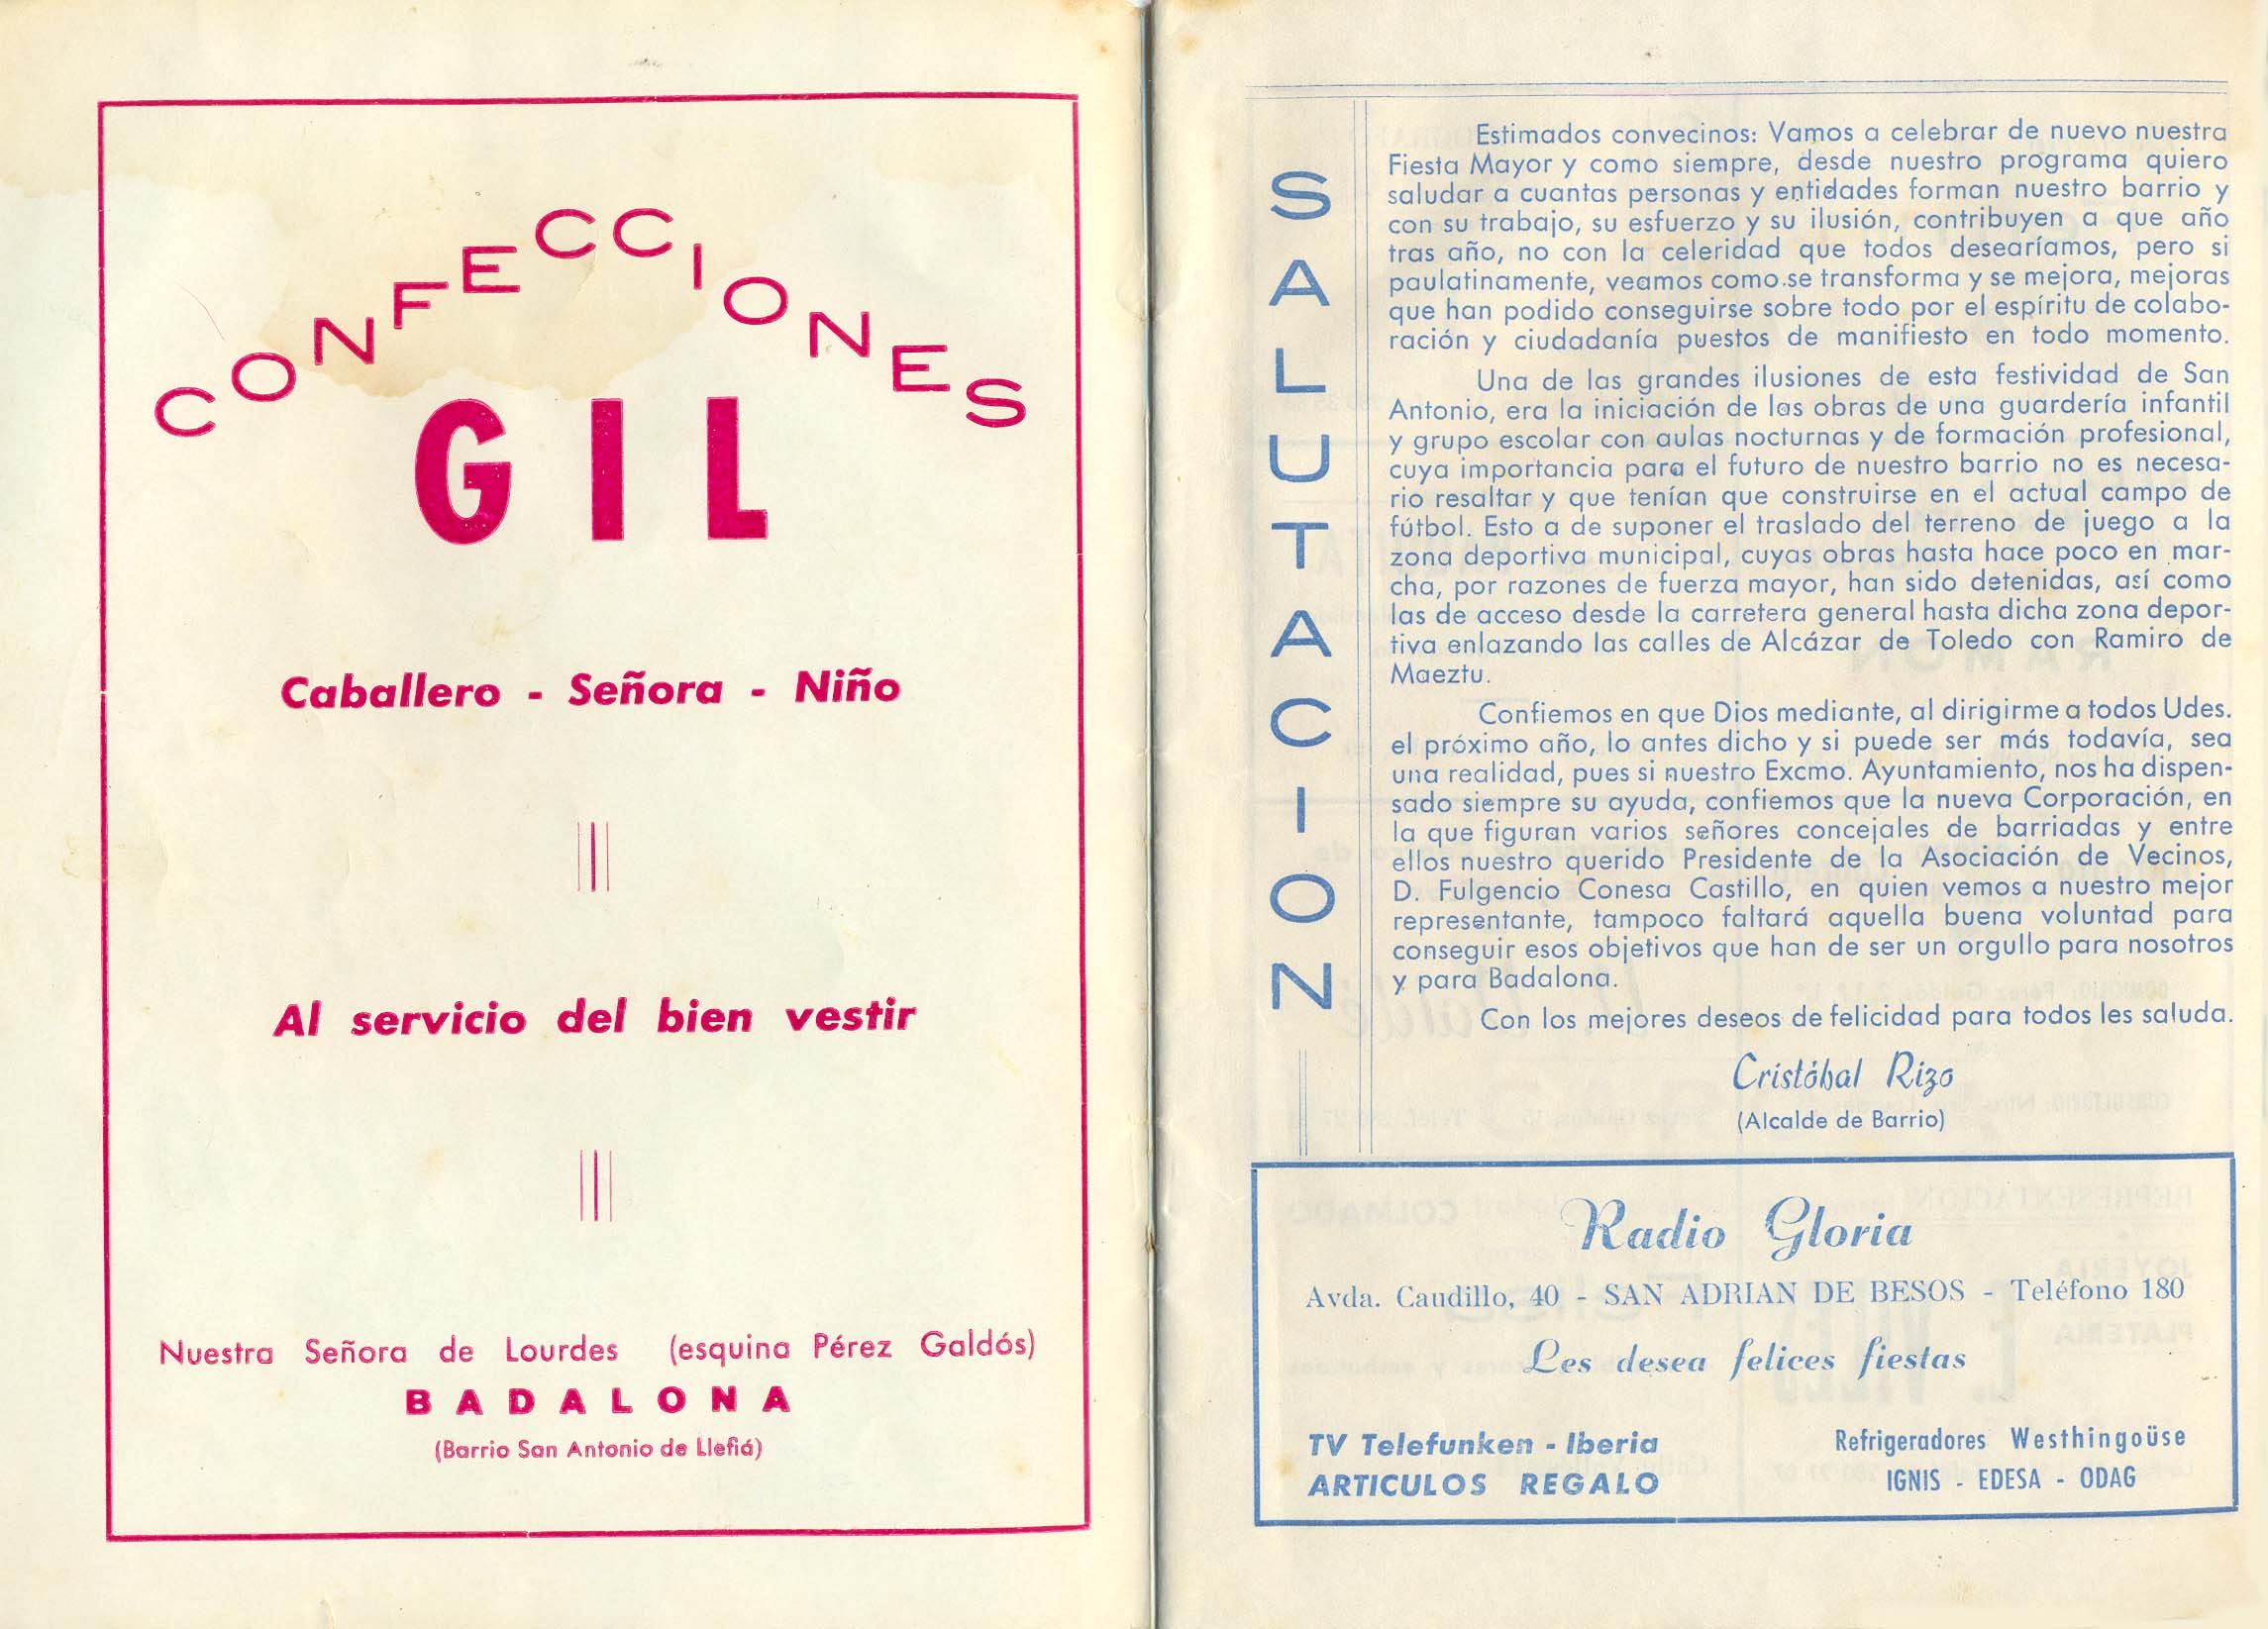 CONFECCIONES
GIL
Caballero - Señora - Niño
Al servicio del bien vestir
Nuestra Señora de Lourdes (esquina Pérez Galdós)
BADALONA
(Barrio San Antonio de Llefiá)
SALUTACION
Estimados convecinos: Vamos a celebrar de nuevo nuestra
Fiesta Mayor y como siempre, desde nuestro programa quiero
saludar a cuantas personas y entidades forman nuestro barrio y
con su trabajo, su esfuerzo y su ilusión, contribuyen a que año
tras año, no con la celeridad que todos desearíamos, pero si
paulatinamente, veamos como.se transforma y se mejora, mejoras
que han podido conseguirse sobre todo por el espíritu de colabo-
ración y ciudadanía puestos de manifiesto en todo momento.
Una de las grandes ilusiones de esta festividad de San
Antonio, era la iniciación de las obras de una guardería infantil
y grupo escolar con aulas nocturnas y de formación profesional,
cuya importancia para el futuro de nuestro barrio no es necesa-
rio resaltar y que tenían que construirse en el actual campo de
fútbol. Esto a de suponer el traslado del terreno de juego a la
zona deportiva municipal, cuyas obras hasta hace poco en mar-
cha, por razones de fuerza mayor, han sido detenidas, así como
las de acceso desde la carretera general hasta dicha zona depor-
tiva enlazando las calles de Alcázar de Toledo con Ramiro de
Maeztu.
Confiemos en que Dios mediante, al dirigirme a todos Udes.
el próximo año, lo antes dicho y si puede ser más todavía, sea
una realidad, pues si nuestro Excmo. Ayuntamiento, nos ha dispen-
sado siempre su ayuda, confiemos que la nueva Corporación, en
la que figuran varios señores concejales de barriadas y entre
ellos nuestro querido Presidente de la Asociación de Vecinos,
D. Fulgencio Conesa Castillo, en quien vemos a nuestro mejor
representante, tampoco faltará aquella buena voluntad para
conseguir esos objetivos que han de ser un orgullo para nosotros
y para Badalona.
Con los mejores deseos de felicidad para todos les saluda.
Cristóbal Rizo
(Alcalde de Barrio)
Radio Gloria
Avda. Caudillo, 40 - SAN ADRIAN DE BESOS - Teléfono 180
Les desea felices fiestas
TV Telefunken - Iberia
ARTICULOS REGALO
Refrigeradores Westhingoüse
IGNIS - EDESA - ODAG